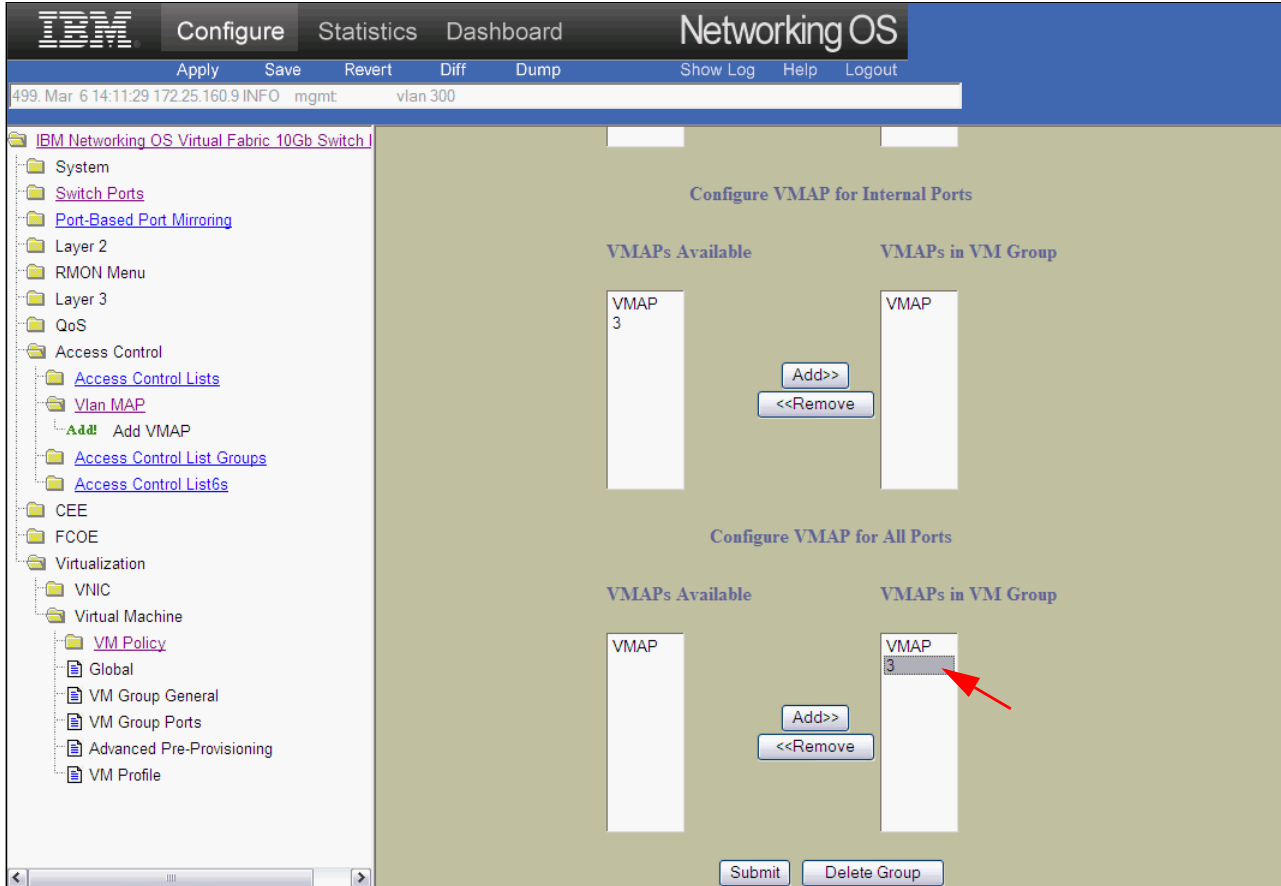 IBM Configure Statistics Dashboard Networking OS
Apply Save Revert Diff Dump Show Log Help Logout
499. Mar 6 14:11:29 172.25.160.9 INFO mgmt: vlan 300
IBM Networking OS Virtual Fabric 10Gb Switch
System
Switch Ports
Port-Based Port Mirroring
Layer 2
RMON Menu
Layer 3
QoS
Access Control
Access Control Lists
Vlan MAP
Add! Add VMAP
Access Control List Groups
Access Control List6s
CEE
FCOE
Virtualization
VNIC
Virtual Machine
VM Policy
Global
VM Group General
VM Group Ports
Advanced Pre-Provisioning
VM Profile
Configure VMAP for Internal Ports
VMAPs Available VMAPs in VM Group
VMAP VMAP
3
Add>>
<<Remove
Configure VMAP for All Ports
VMAPs Available VMAPs in VM Group
VMAP VMAP
3
Add>>
<<Remove
Submit Delete Group